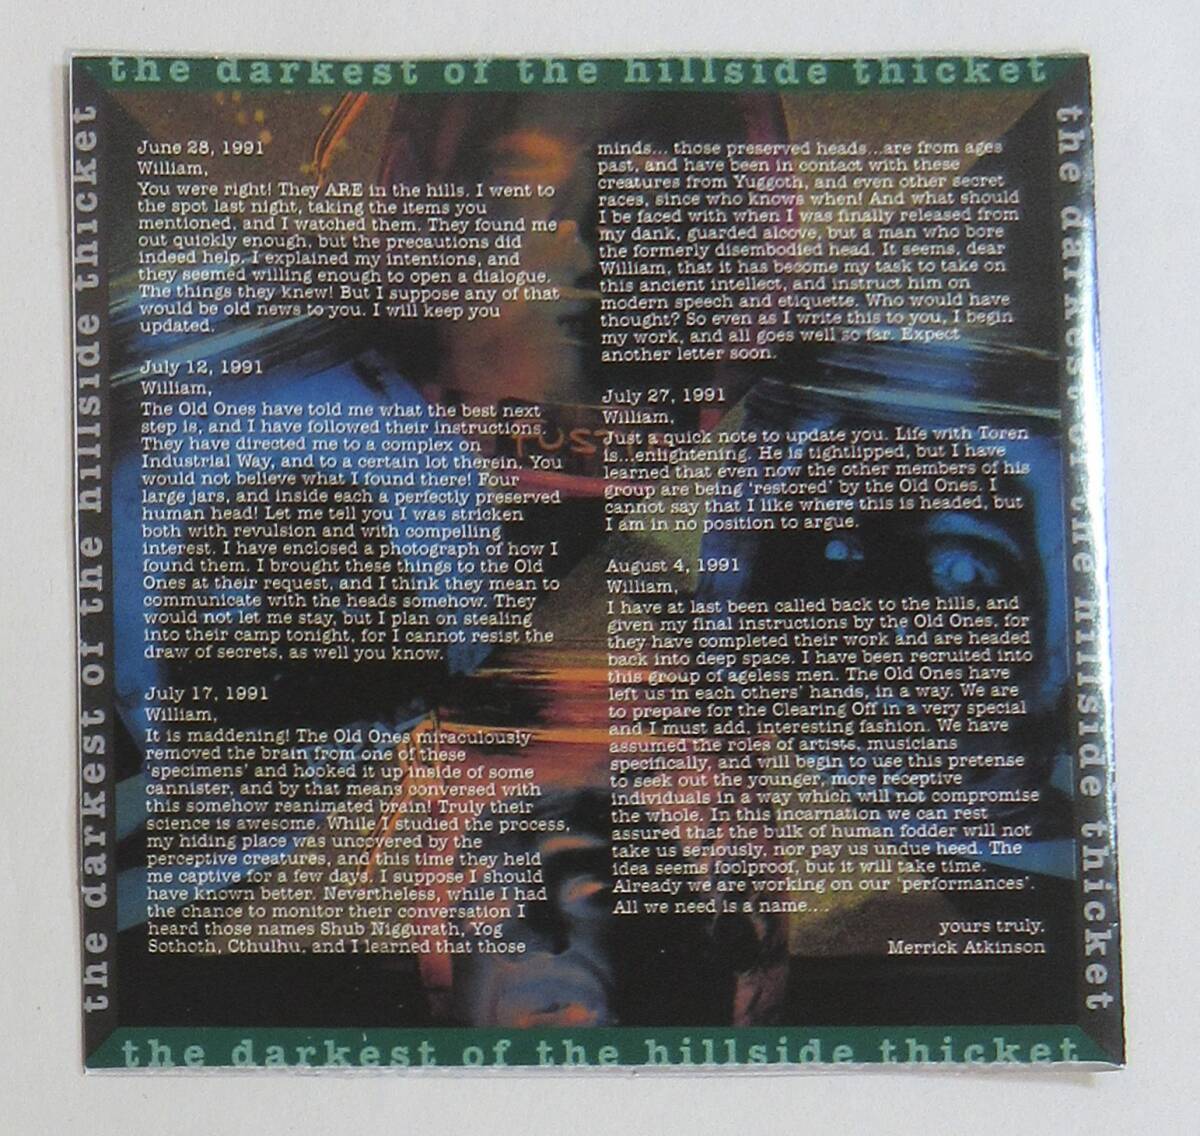 the darkest of the hillside thicket
the darkest of the hillside thicket
June 28, 1991
William,
You were right! They ARE in the hills. I went to
the spot last night, taking the items you
mentioned, and I watched them. They found me
out quickly enough, but the precautions did
indeed help. I explained my intentions, and
they seemed willing enough to open a dialogue.
The things they knew! But I suppose any of that
would be old news to you. I will keep you
updated.
July 12, 1991
William,
The Old Ones have told me what the best next
step is, and I have followed their instructions.
They have directed me to a complex on
Industrial Way, and to a certain lot therein. You
would not believe what I found there! Four
large jars, and inside each a perfectly preserved
human head! Let me tell you I was stricken
both with revulsion and with compelling
interest. I have enclosed a photograph of how I
found them. I brought these things to the Old
Ones at their request, and I think they mean to
communicate with the heads somehow. They
would not let me stay, but I plan on stealing
into their camp tonight, for I cannot resist the
draw of secrets, as well you know.
July 17, 1991
William,
It is maddening! The Old Ones miraculously
removed the brain from one of these
'specimens' and hooked it up inside of some
cannister, and by that means conversed with
this somehow reanimated brain! Truly their
science is awesome. While I studied the process,
my hiding place was uncovered by the
perceptive creatures, and this time they held
me captive for a few days. I suppose I should
have known better. Nevertheless, while I had
the chance to monitor their conversation I
heard those names Shub Niggurath, Yog
Sothoth, Cthulhu, and I learned that those
minds... those preserved heads...are from ages
past, and have been in contact with these
creatures from Yuggoth, and even other secret
races, since who knows when! And what should
I be faced with when I was finally released from
my dank, guarded alcove, but a man who bore
the formerly disembodied head. It seems, dear
William, that it has become my task to take on
this ancient intellect, and instruct him on
modern speech and etiquette. Who would have
thought? So even as I write this to you, I begin
my work, and all goes well so far. Expect
another letter soon.
July 27, 1991
William,
Just a quick note to update you. Life with Toren
is...enlightening. He is tightlipped, but I have
learned that even now the other members of his
group are being 'restored' by the Old Ones. I
cannot say that I like where this is headed, but
I am in no position to argue.
August 4, 1991
William,
I have at last been called back to the hills, and
given my final instructions by the Old Ones, for
they have completed their work and are headed
back into deep space. I have been recruited into
this group of ageless men. The Old Ones have
left us in each others' hands, in a way. We are
to prepare for the Clearing Off in a very special
and I must add, interesting fashion. We have
assumed the roles of artists, musicians
specifically, and will begin to use this pretense
to seek out the younger, more receptive
individuals in a way which will not compromise
the whole. In this incarnation we can rest
assured that the bulk of human fodder will not
take us seriously, nor pay us undue heed. The
idea seems foolproof, but it will take time.
Already we are working on our 'performances'.
All we need is a name....
yours truly.
Merrick Atkinson
the darkest of the hillside thicket
the darkest of the hillside thicket